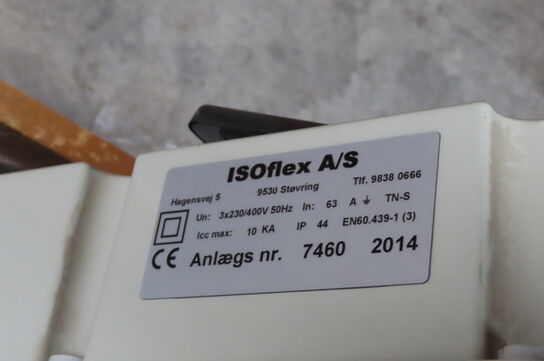 ISOflex A/S
Hagensvej 5 9530 Støvring Tlf. 9838 0666
Un: 3x230/400V 50Hz In: 63 A ⏚ TN-S
Icc max: 10 KA IP 44 EN60.439-1 (3)
CE Anlægs nr. 7460 2014